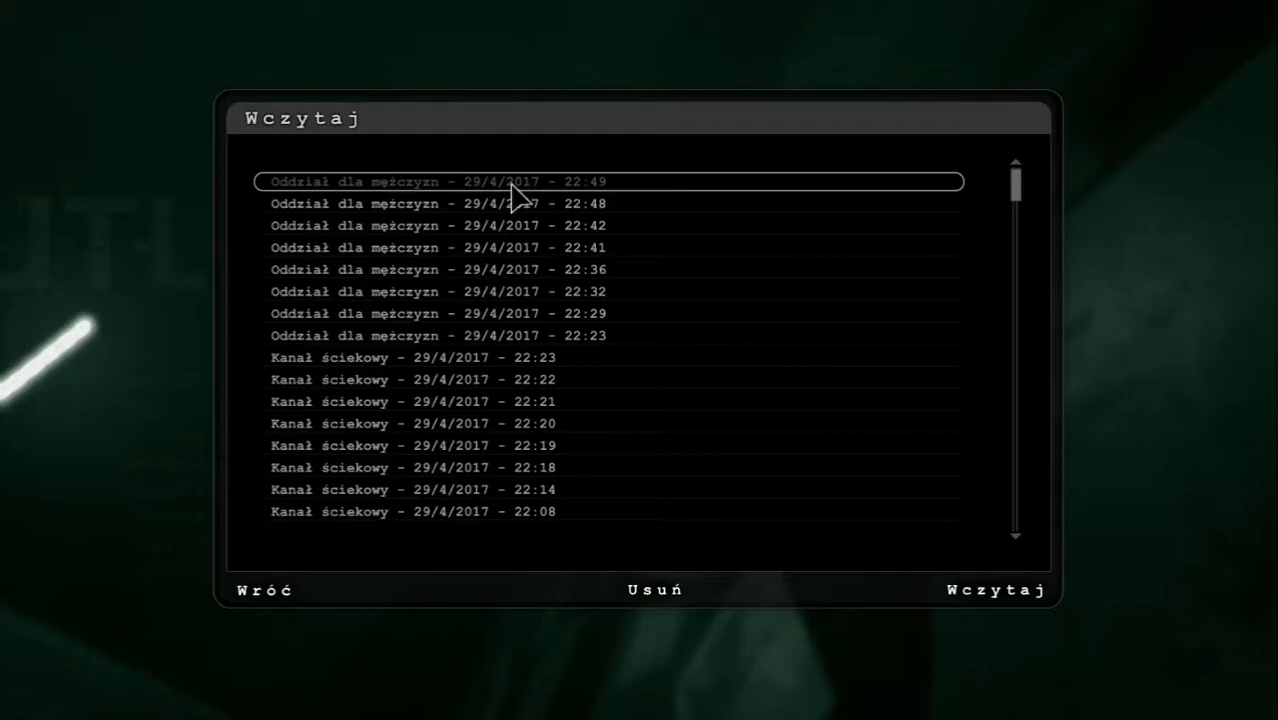 Wczytaj
Oddział dla mężczyzn - 29/4/2017 - 22:49
Oddział dla mężczyzn - 29/4/2017 - 22:48
Oddział dla mężczyzn - 29/4/2017 - 22:42
Oddział dla mężczyzn - 29/4/2017 - 22:41
Oddział dla mężczyzn - 29/4/2017 - 22:36
Oddział dla mężczyzn - 29/4/2017 - 22:32
Oddział dla mężczyzn - 29/4/2017 - 22:29
Oddział dla mężczyzn - 29/4/2017 - 22:23
Kanał ściekowy - 29/4/2017 - 22:23
Kanał ściekowy - 29/4/2017 - 22:22
Kanał ściekowy - 29/4/2017 - 22:21
Kanał ściekowy - 29/4/2017 - 22:20
Kanał ściekowy - 29/4/2017 - 22:19
Kanał ściekowy - 29/4/2017 - 22:18
Kanał ściekowy - 29/4/2017 - 22:14
Kanał ściekowy - 29/4/2017 - 22:08
Wróć Usuń Wczytaj